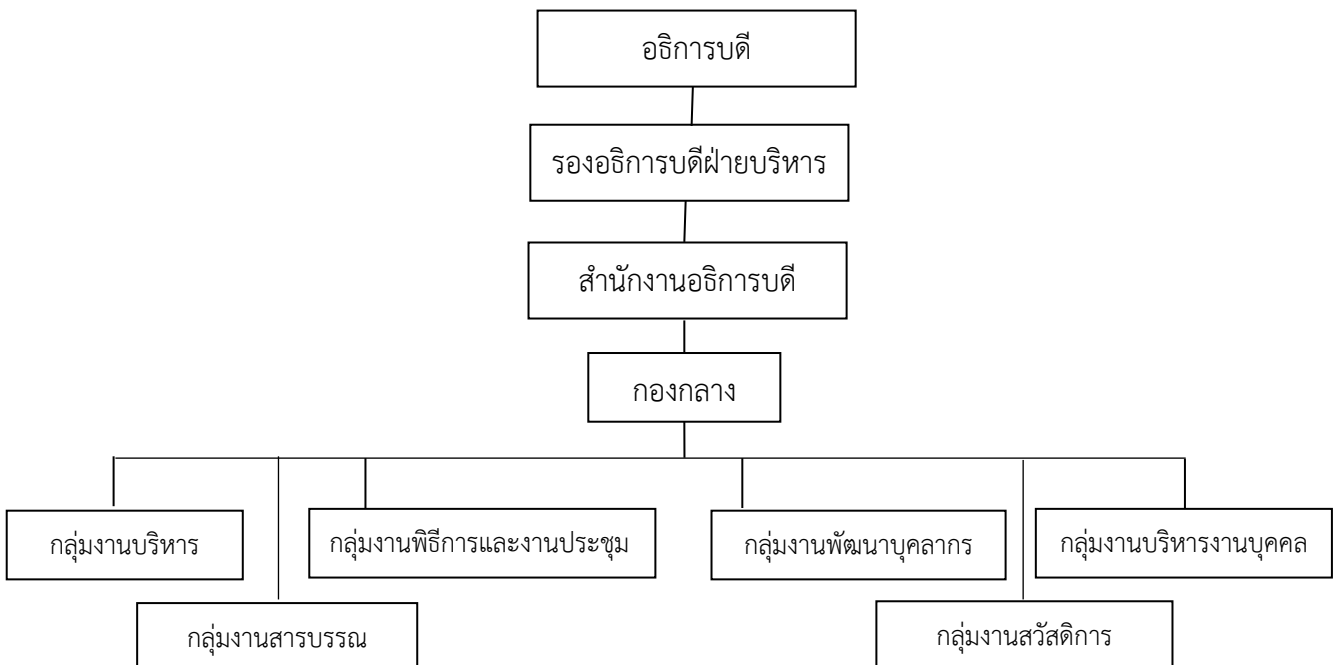 อธิการบดี
รองอธิการบดีฝ่ายบริหาร
สำนักงานอธิการบดี
กองกลาง
กลุ่มงานบริหาร
กลุ่มงานพิธีการและงานประชุม
กลุ่มงานพัฒนาบุคลากร
กลุ่มงานบริหารงานบุคคล
กลุ่มงานสารบรรณ
กลุ่มงานสวัสดิการ